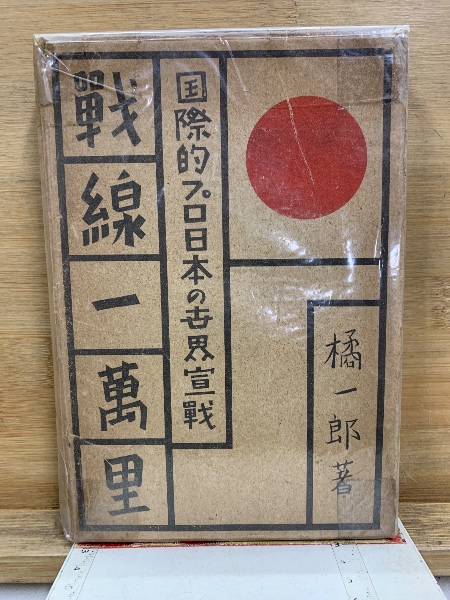 戰線一萬里
国際的プロ日本の世界宣戰
橘一郎著